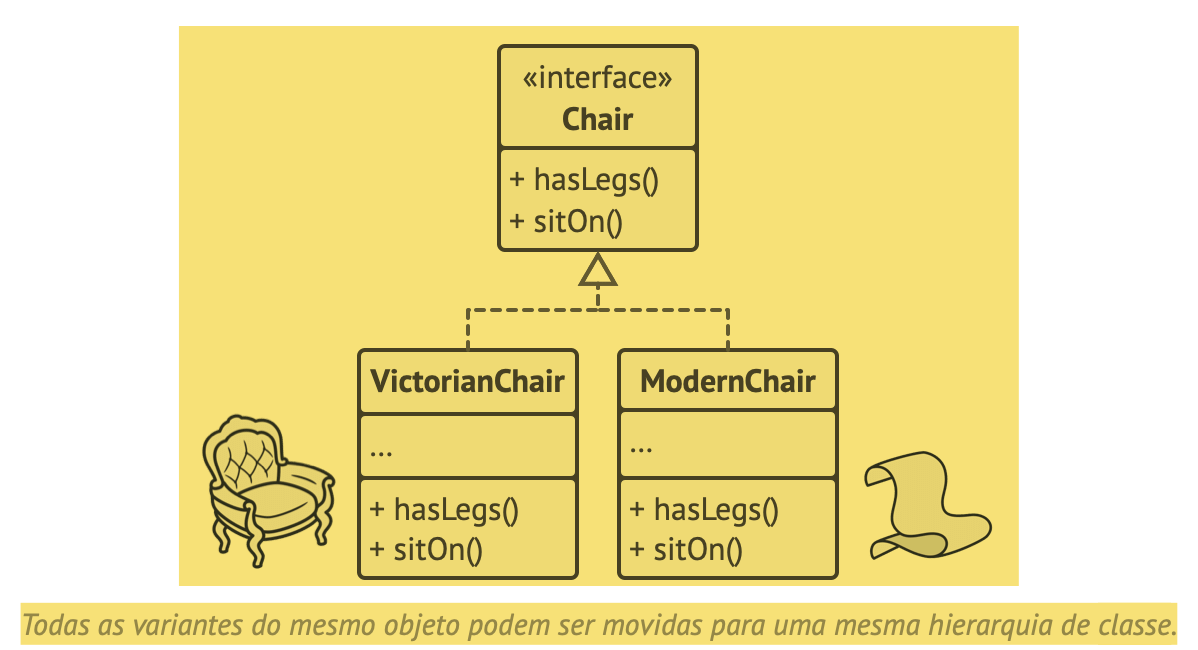 «interface»
Chair
+ hasLegs()
+ sitOn()
VictorianChair
...
+ hasLegs()
+ sitOn()
ModernChair
...
+ hasLegs()
+ sitOn()
Todas as variantes do mesmo objeto podem ser movidas para uma mesma hierarquia de classe.